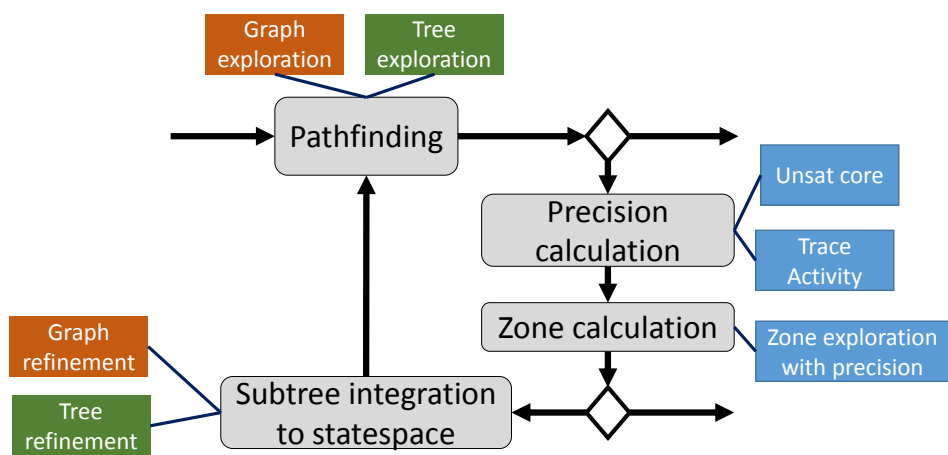 Graph
exploration
Tree
exploration
Pathfinding
Precision
calculation
Unsat core
Trace
Activity
Zone calculation
Zone exploration
with precision
Graph
refinement
Tree
refinement
Subtree integration
to statespace